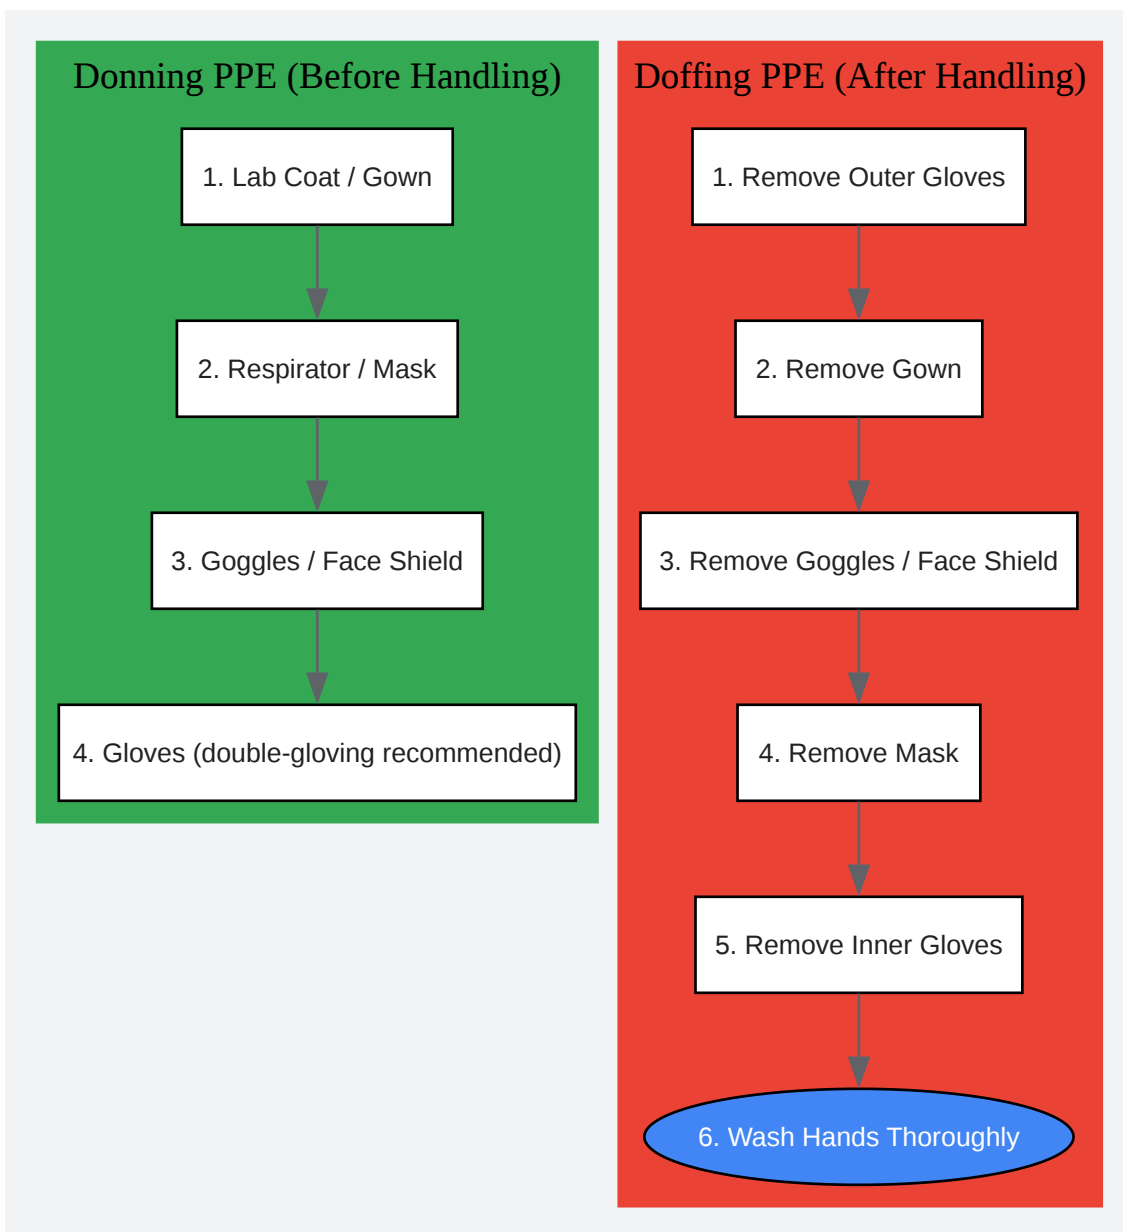 Donning PPE (Before Handling)
1. Lab Coat / Gown
2. Respirator / Mask
3. Goggles / Face Shield
4. Gloves (double-gloving recommended)
Doffing PPE (After Handling)
1. Remove Outer Gloves
2. Remove Gown
3. Remove Goggles / Face Shield
4. Remove Mask
5. Remove Inner Gloves
6. Wash Hands Thoroughly